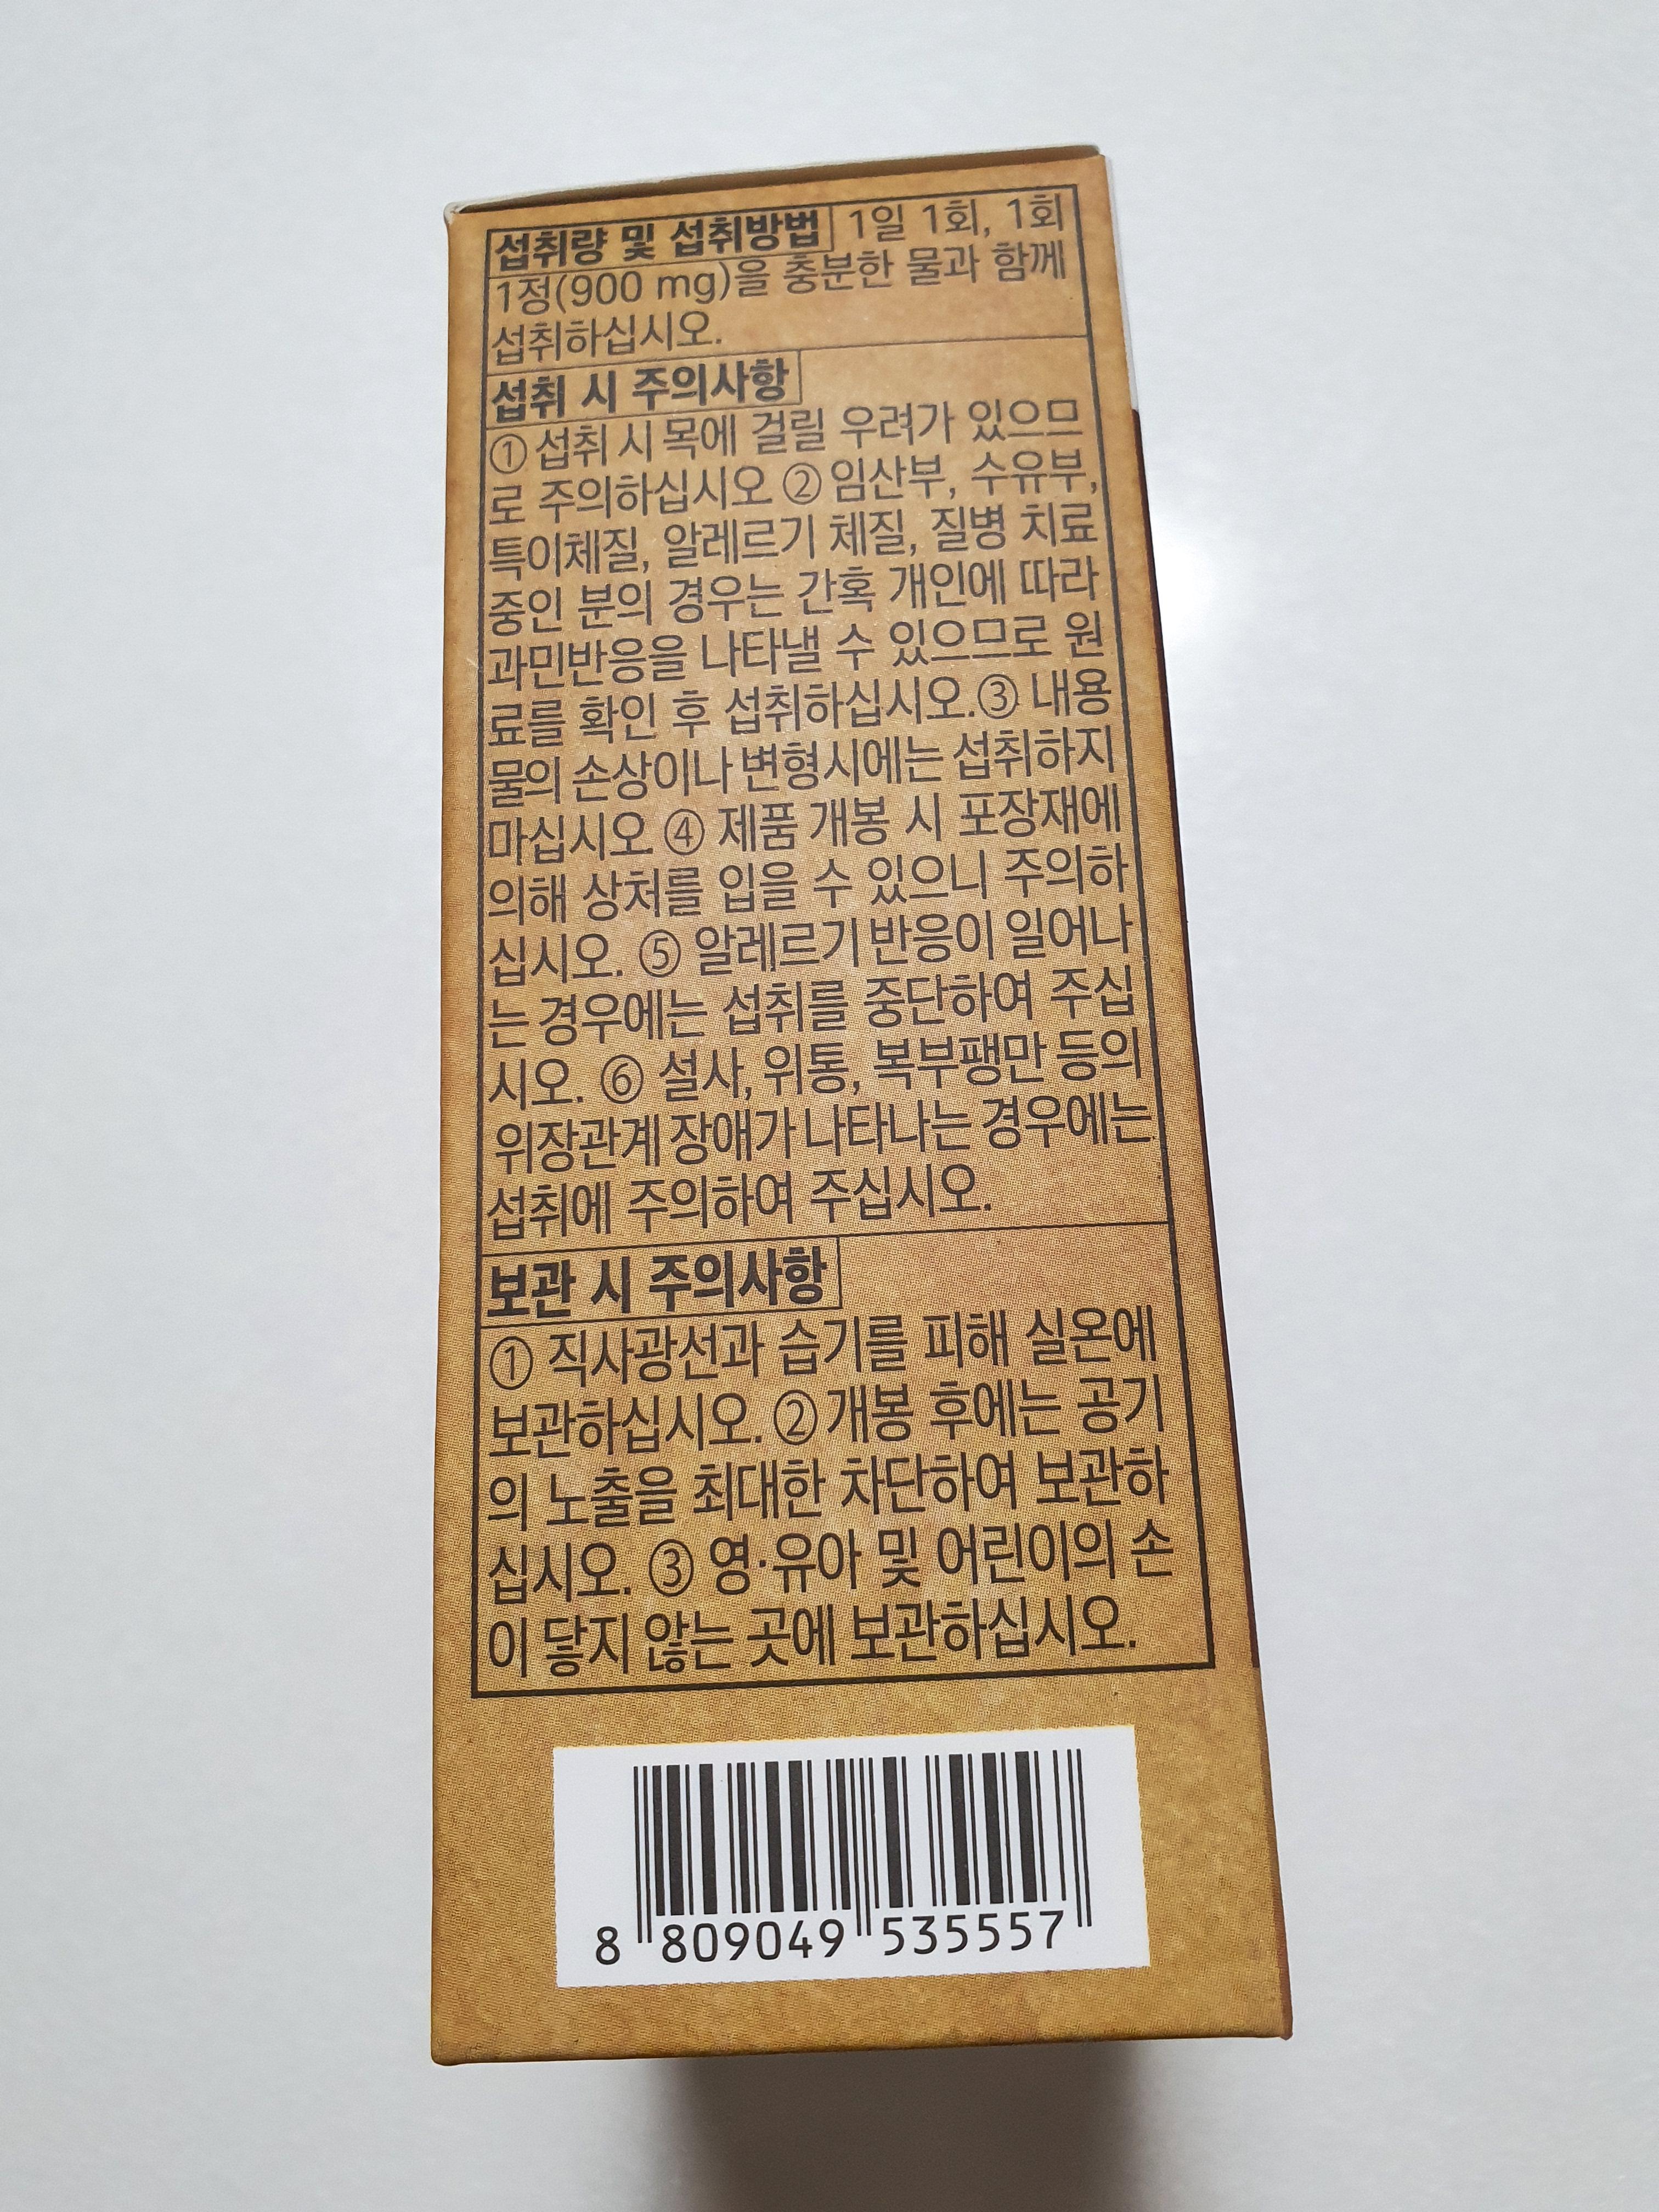 섭취량 및 섭취방법 1일 1회, 1회
1정(900 mg)을 충분한 물과 함께
섭취하십시오.
섭취 시 주의사항
① 섭취 시 목에 걸릴 우려가 있으므
로 주의하십시오 ② 임산부, 수유부,
특이체질, 알레르기 체질, 질병 치료
중인 분의 경우는 간혹 개인에 따라
과민반응을 나타낼 수 있으므로 원
료를 확인 후 섭취하십시오.③ 내용
물의 손상이나 변형시에는 섭취하지
마십시오 ④ 제품 개봉 시 포장재에
의해 상처를 입을 수 있으니 주의하
십시오. ⑤ 알레르기 반응이 일어나
는 경우에는 섭취를 중단하여 주십
시오. ⑥ 설사, 위통, 복부팽만 등의
위장관계 장애가 나타나는 경우에는
섭취에 주의하여 주십시오.
보관 시 주의사항
① 직사광선과 습기를 피해 실온에
보관하십시오. ② 개봉 후에는 공기
의 노출을 최대한 차단하여 보관하
십시오. ③ 영·유아 및 어린이의 손
이 닿지 않는 곳에 보관하십시오.
8 809049 535557